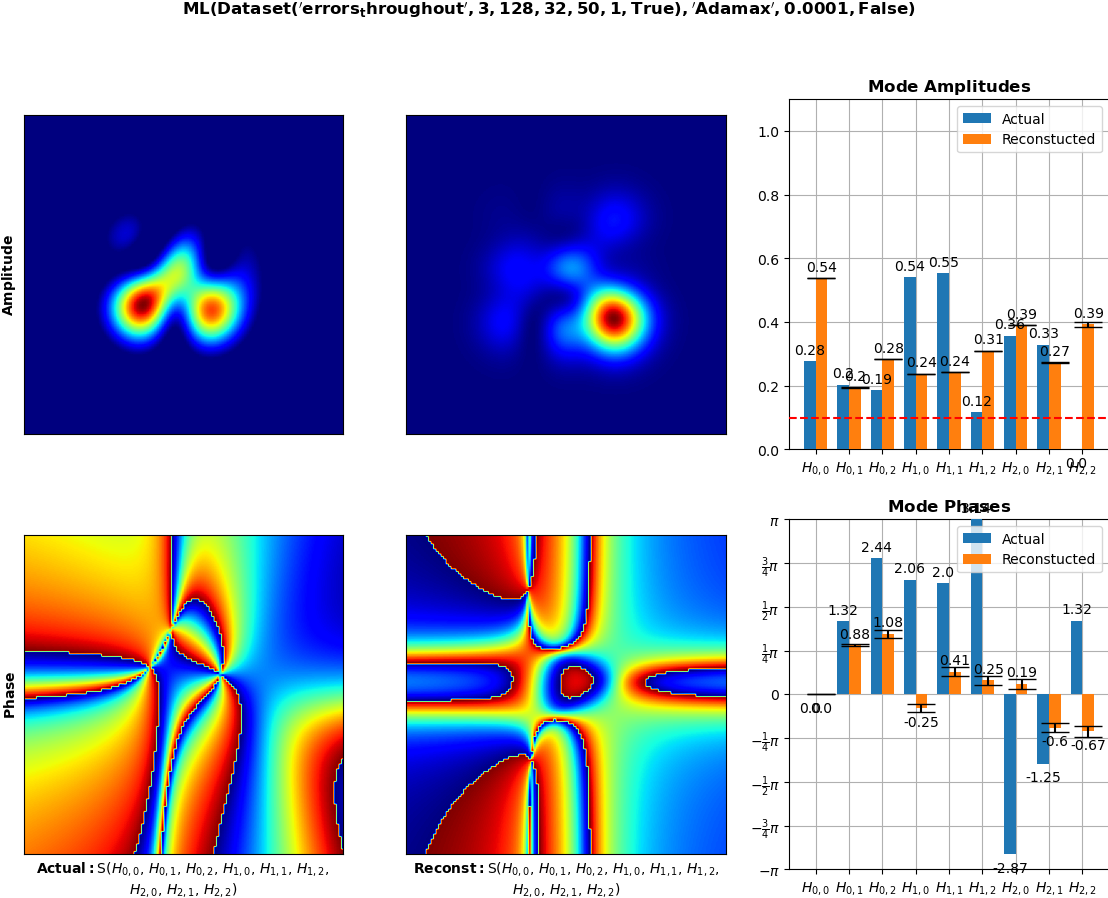 ML(Dataset('errors_throughout', 3, 128, 32, 50, 1, True), 'Adamax', 0.0001, False)
Amplitude
Mode Amplitudes
Actual
Reconstucted
1.0
0.8
0.6
0.4
0.2
0.0
0.28
0.54
0.2
0.2
0.19
0.28
0.54
0.24
0.55
0.24
0.12
0.31
0.36
0.39
0.33
0.27
0.0
0.39
H0,0 H0,1 H0,2 H1,0 H1,1 H1,2 H2,0 H2,1 H2,2
Phase
Mode Phases
Actual
Reconstucted
π
3/4π
1/2π
1/4π
0
−1/4π
−1/2π
−3/4π
−π
0.0
0.0
1.32
0.88
2.44
1.08
2.06
-0.25
2.0
0.41
3.14
0.25
-2.87
0.19
-1.25
-0.6
1.32
-0.67
H0,0 H0,1 H0,2 H1,0 H1,1 H1,2 H2,0 H2,1 H2,2
Actual: S(H0,0, H0,1, H0,2, H1,0, H1,1, H1,2,
H2,0, H2,1, H2,2)
Reconst: S(H0,0, H0,1, H0,2, H1,0, H1,1, H1,2,
H2,0, H2,1, H2,2)